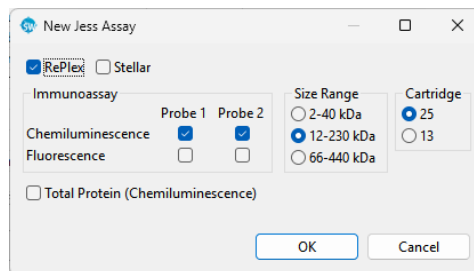 SW New Jess Assay
RePlex Stellar
Immunoassay
Probe 1 Probe 2
Chemiluminescence
Fluorescence
Size Range
2-40 kDa
12-230 kDa
66-440 kDa
Cartridge
25
13
Total Protein (Chemiluminescence)
OK Cancel